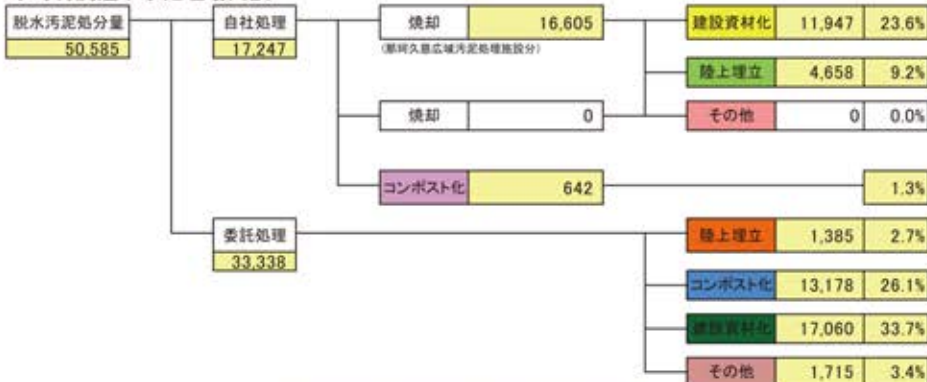 脱水汚泥処分量 自社処理 焼却 16,605 建設資材化 11,947 23.6%
50,585 17,247 (那珂久慈広域汚泥処理施設分)
陸上埋立 4,658 9.2%
焼却 0 その他 0 0.0%
コンポスト化 642 1.3%
委託処理 陸上埋立 1,385 2.7%
33,338
コンポスト化 13,178 26.1%
建設資材化 17,060 33.7%
その他 1,715 3.4%